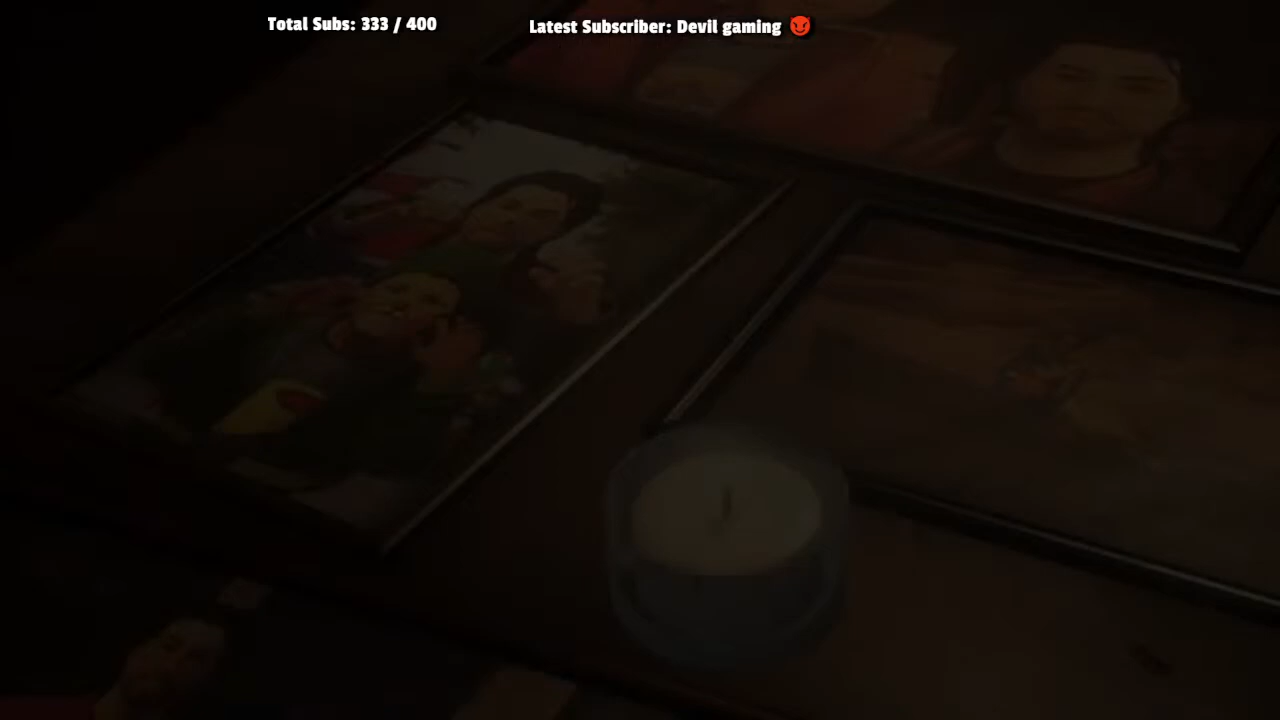 Total Subs: 333 / 400
Latest Subscriber: Devil gaming 😈